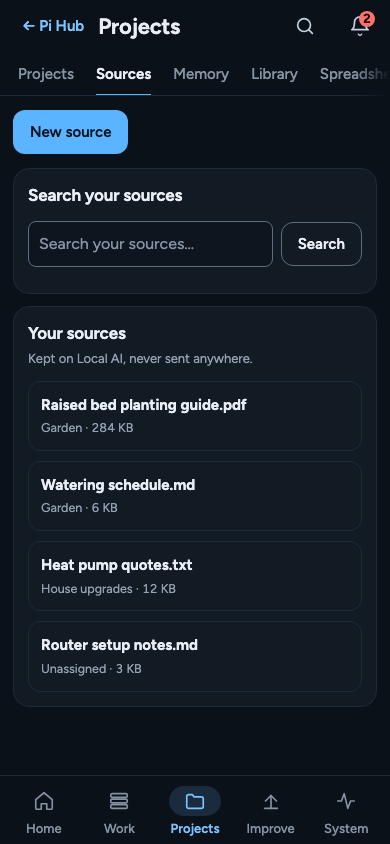 ← Pi Hub Projects 2
Projects Sources Memory Library Spreadshe
New source
Search your sources
Search your sources... Search
Your sources
Kept on Local AI, never sent anywhere.
Raised bed planting guide.pdf
Garden · 284 KB
Watering schedule.md
Garden · 6 KB
Heat pump quotes.txt
House upgrades · 12 KB
Router setup notes.md
Unassigned · 3 KB
Home Work Projects Improve System